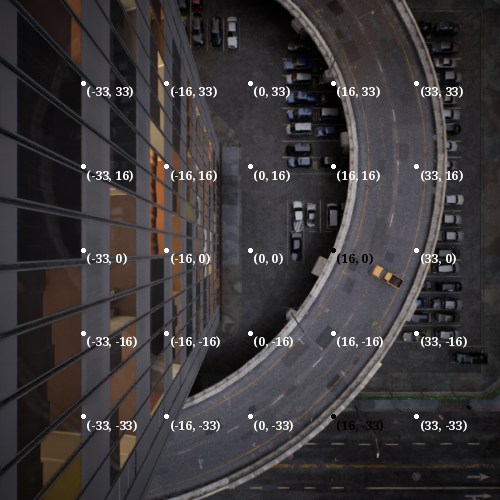 (-33, 33) (-16, 33) (0, 33) (16, 33) (33, 33)
(-33, 16) (-16, 16) (0, 16) (16, 16) (33, 16)
(-33, 0) (-16, 0) (0, 0) (16, 0) (33, 0)
(-33, -16) (-16, -16) (0, -16) (16, -16) (33, -16)
(-33, -33) (-16, -33) (0, -33) (16, -33) (33, -33)